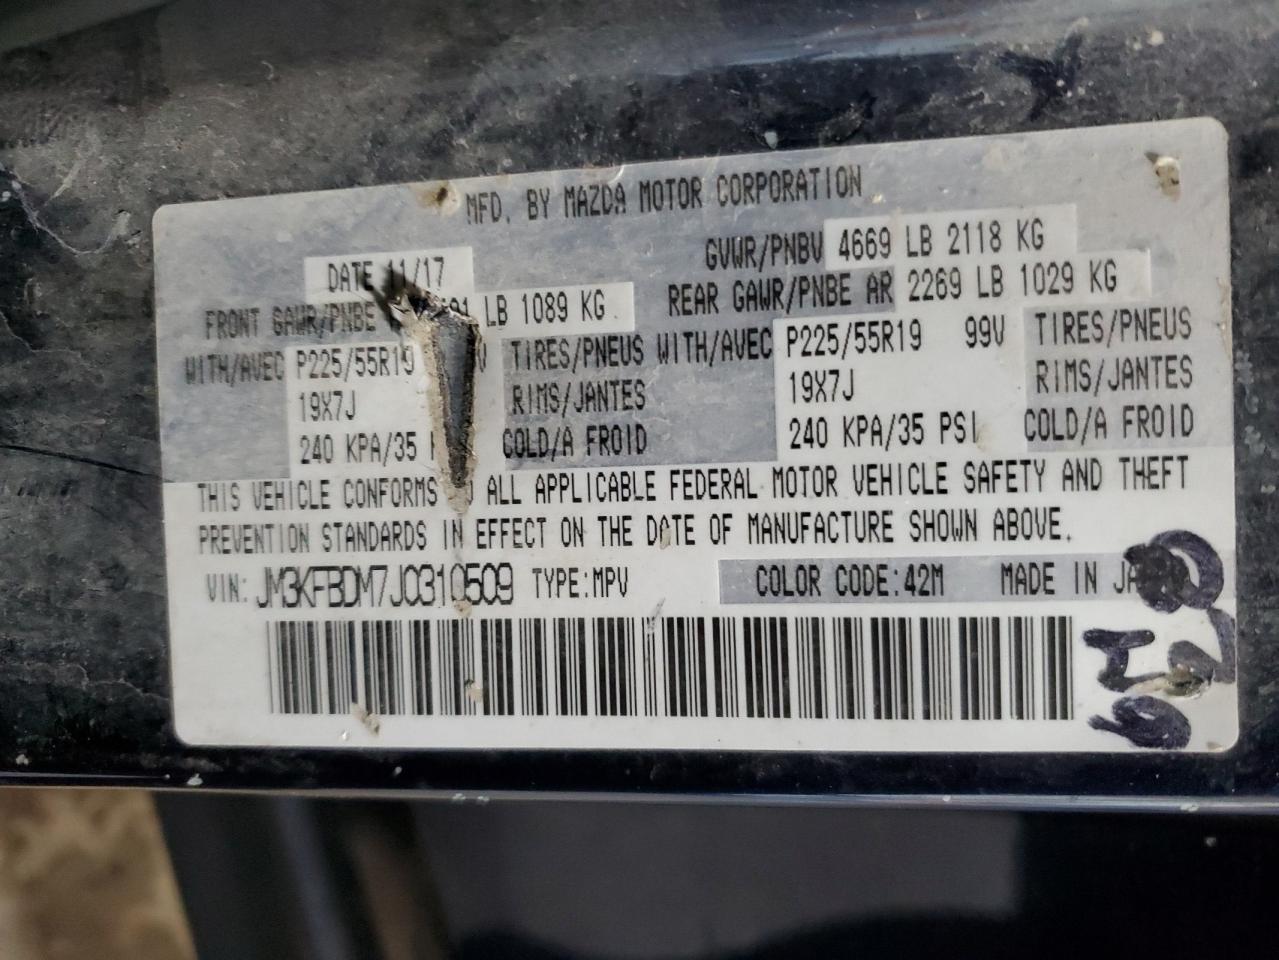 MFD. BY MAZDA MOTOR CORPORATION
GVWR/PNBV 4669 LB 2118 KG
DATE 11/17
FRONT GAWR/PNBE LB 1089 KG REAR GAWR/PNBE AR 2269 LB 1029 KG
WITH/AVEC P225/55R19 V TIRES/PNEUS WITH/AVEC P225/55R19 99V TIRES/PNEUS
19X7J RIMS/JANTES 19X7J RIMS/JANTES
240 KPA/35 COLD/A FROID 240 KPA/35 PSI COLD/A FROID
THIS VEHICLE CONFORMS ALL APPLICABLE FEDERAL MOTOR VEHICLE SAFETY AND THEFT
PREVENTION STANDARDS IN EFFECT ON THE DATE OF MANUFACTURE SHOWN ABOVE.
VIN: JM3KFBDM7J0310509 TYPE:MPV COLOR CODE:42M MADE IN